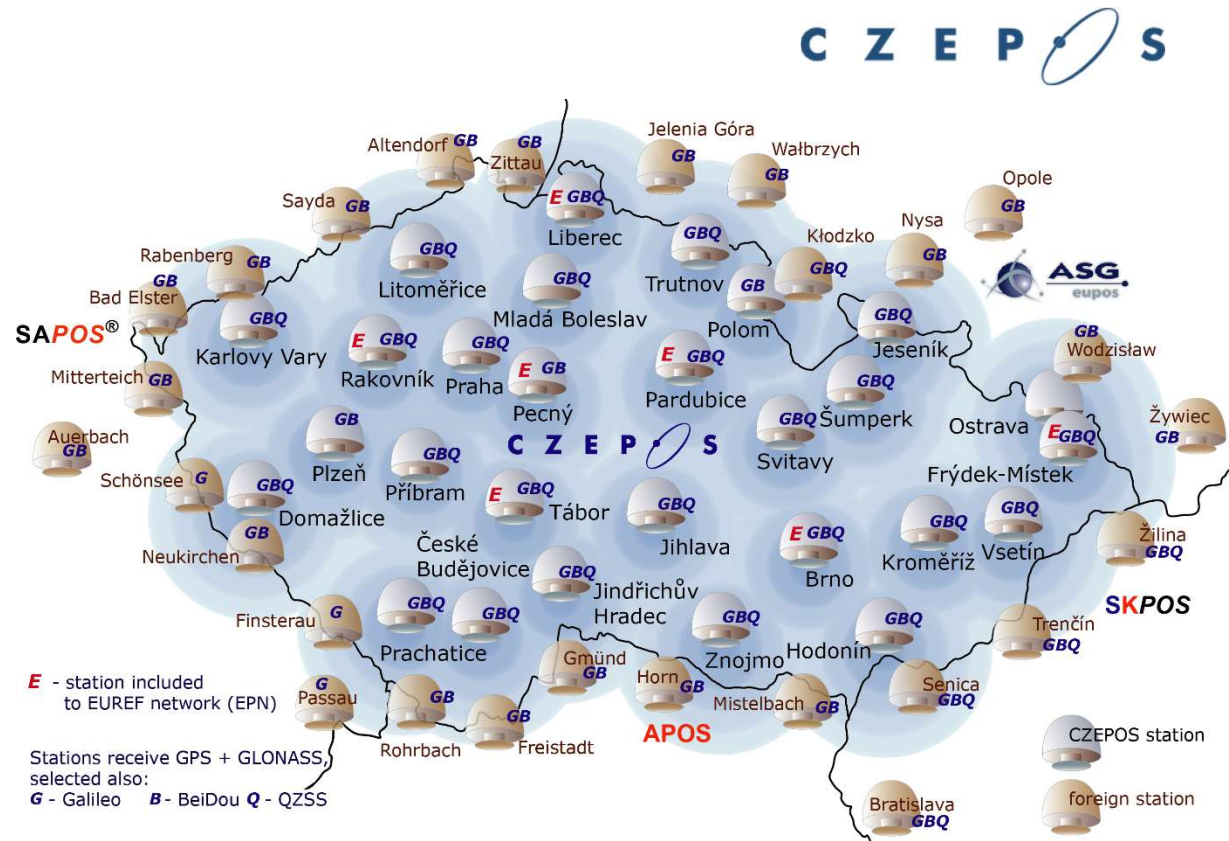 CZEPOS
Altendorf GB
GB
Zittau
Jelenia Góra
GB
Wałbrzych
GB
Opole
GB
Sayda
GB
E GBQ
Liberec
GBQ
Litoměřice
GBQ
Trutnov
Kłodzko
GBQ
Nysa
GB
ASG
eupos
Rabenberg
GB
GB
Bad Elster
SAPOS®
GBQ
Karlovy Vary
GBQ
Mladá Boleslav
GB
Polom
GBQ
Jeseník
GB
Wodzisław
E GBQ
Rakovník
GBQ
Praha
E GB
Pecný
E GBQ
Pardubice
GBQ
Šumperk
Mitterteich
GB
Ostrava
Żywiec
GB
E GBQ
Frýdek-Místek
Auerbach
GB
GB
Plzeň
GBQ
Příbram
CZEPOS
GBQ
Svitavy
Schönsee
G
GBQ
Domažlice
E GBQ
Tábor
GBQ
Jihlava
E GBQ
Brno
GBQ
Kroměříž
GBQ
Vsetín
Žilina
GBQ
Neukirchen
GB
České
Budějovice
GBQ
Jindřichův
Hradec
SKPOS
Finsterau
G
GBQ
Prachatice
GBQ
GBQ
Znojmo
GBQ
Hodonín
Trenčín
GBQ
Gmünd
GB
Horn
GB
APOS
Mistelbach
GB
Senica
GBQ
E - station included
to EUREF network (EPN)
G
Passau
GB
Rohrbach
GB
Freistadt
CZEPOS station
Stations receive GPS + GLONASS,
selected also:
G - Galileo B - BeiDou Q - QZSS
Bratislava
GBQ
foreign station